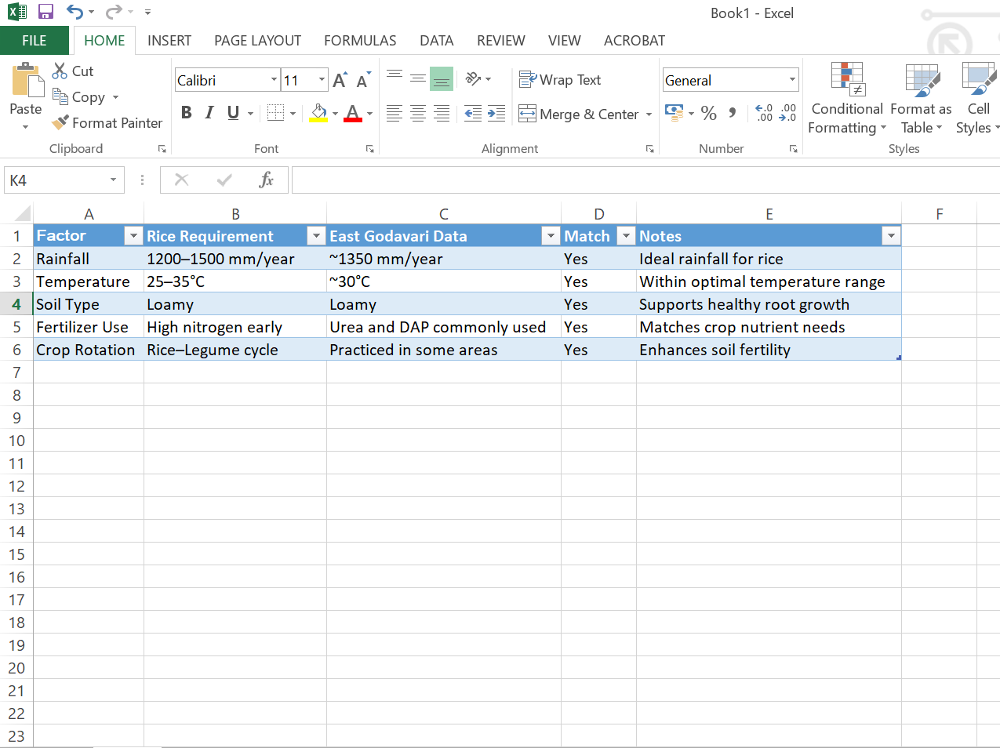 Book1 - Excel
FILE HOME INSERT PAGE LAYOUT FORMULAS DATA REVIEW VIEW ACROBAT
Paste
Cut
Copy
Format Painter
Clipboard
Calibri 11 A A
B I U A
Font
Wrap Text
Merge & Center
Alignment
General
% , .0 .00 .00 .0
Number
Conditional Formatting
Format as Table
Cell Styles
Styles
K4 fx
A B C D E F
1 Factor Rice Requirement East Godavari Data Match Notes
2 Rainfall 1200–1500 mm/year ~1350 mm/year Yes Ideal rainfall for rice
3 Temperature 25–35°C ~30°C Yes Within optimal temperature range
4 Soil Type Loamy Loamy Yes Supports healthy root growth
5 Fertilizer Use High nitrogen early Urea and DAP commonly used Yes Matches crop nutrient needs
6 Crop Rotation Rice–Legume cycle Practiced in some areas Yes Enhances soil fertility
7
8
9
10
11
12
13
14
15
16
17
18
19
20
21
22
23